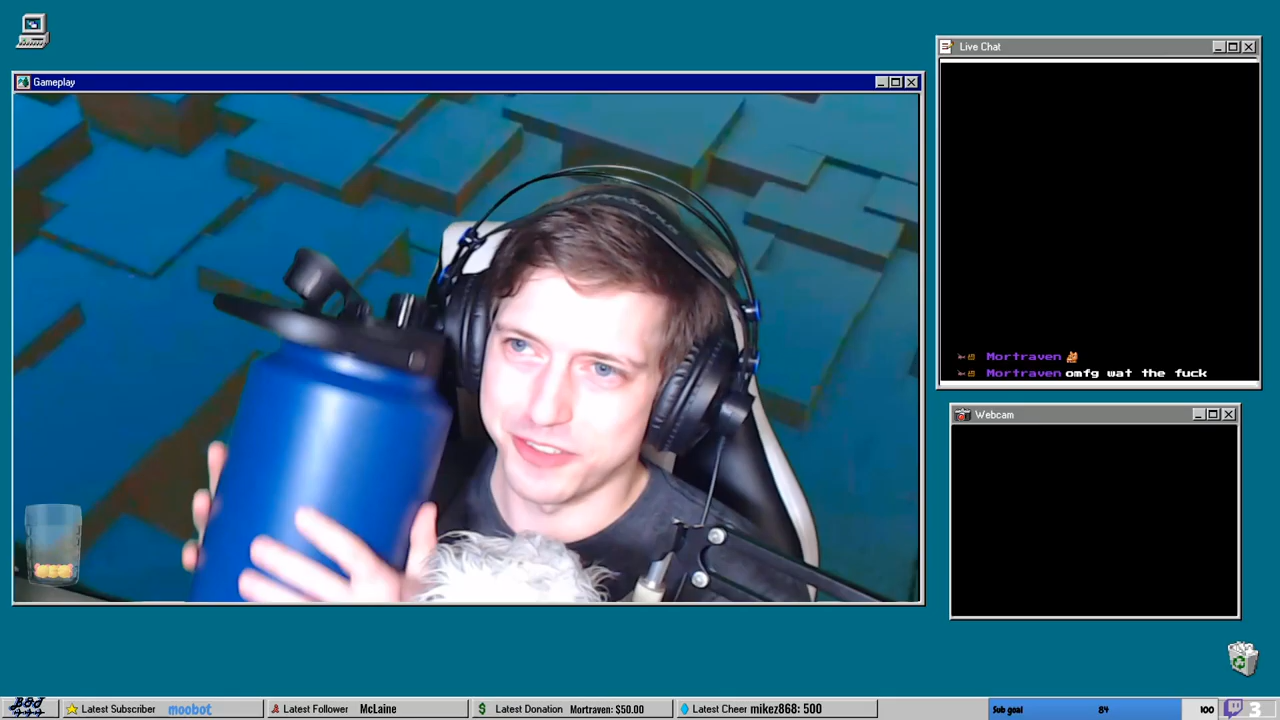 Live Chat
Gameplay
Mortraven
Mortraven omfg wat the fuck
Webcam
Latest Subscriber moobot
Latest Follower McLaine
Latest Donation Mortraven: $50.00
Latest Cheer mikez868: 500
Sub goal 84 100
3